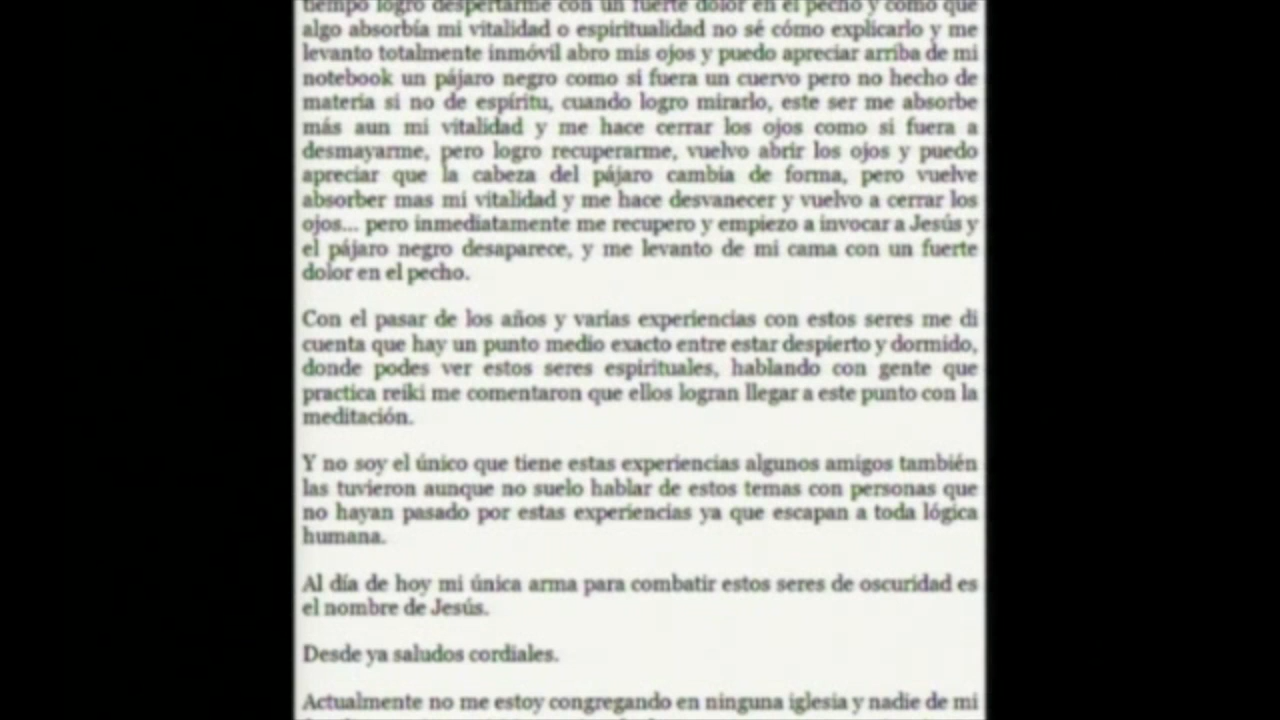 tiempo logro despertarme con un fuerte dolor en el pecho y como que
algo absorbía mi vitalidad o espiritualidad no sé cómo explicarlo y me
levanto totalmente inmóvil abro mis ojos y puedo apreciar arriba de mi
notebook un pájaro negro como si fuera un cuervo pero no hecho de
materia si no de espíritu, cuando logro mirarlo, este ser me absorbe
más aun mi vitalidad y me hace cerrar los ojos como si fuera a
desmayarme, pero logro recuperarme, vuelvo abrir los ojos y puedo
apreciar que la cabeza del pájaro cambia de forma, pero vuelve
absorber mas mi vitalidad y me hace desvanecer y vuelvo a cerrar los
ojos... pero inmediatamente me recupero y empiezo a invocar a Jesús y
el pájaro negro desaparece, y me levanto de mi cama con un fuerte
dolor en el pecho.
Con el pasar de los años y varias experiencias con estos seres me di
cuenta que hay un punto medio exacto entre estar despierto y dormido,
donde podes ver estos seres espirituales, hablando con gente que
practica reiki me comentaron que ellos logran llegar a este punto con la
meditación.
Y no soy el único que tiene estas experiencias algunos amigos también
las tuvieron aunque no suelo hablar de estos temas con personas que
no hayan pasado por estas experiencias ya que escapan a toda lógica
humana.
Al día de hoy mi única arma para combatir estos seres de oscuridad es
el nombre de Jesús.
Desde ya saludos cordiales.
Actualmente no me estoy congregando en ninguna iglesia y nadie de mi